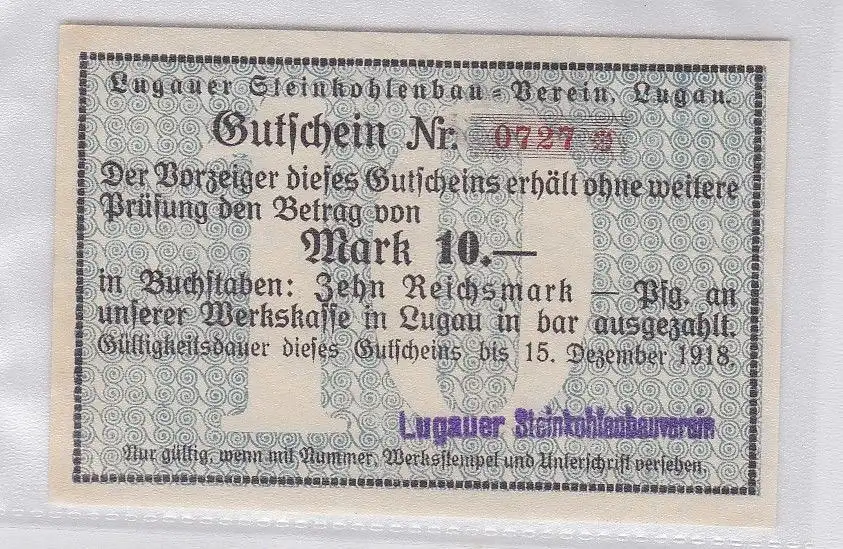 Lugauer Steinkohlenbau-Verein, Lugau.
Gutschein Nr. 0727 *
Der Vorzeiger dieses Gutscheins erhält ohne weitere
Prüfung den Betrag von
Mark 10.—
in Buchstaben: Zehn Reichsmark — Pfg. an
unserer Werkskasse in Lugau in bar ausgezahlt.
Gültigkeitsdauer dieses Gutscheins bis 15. Dezember 1918.
Lugauer Steinkohlenbauverein
Nur gültig, wenn mit Nummer, Werksstempel und Unterschrift versehen.
10